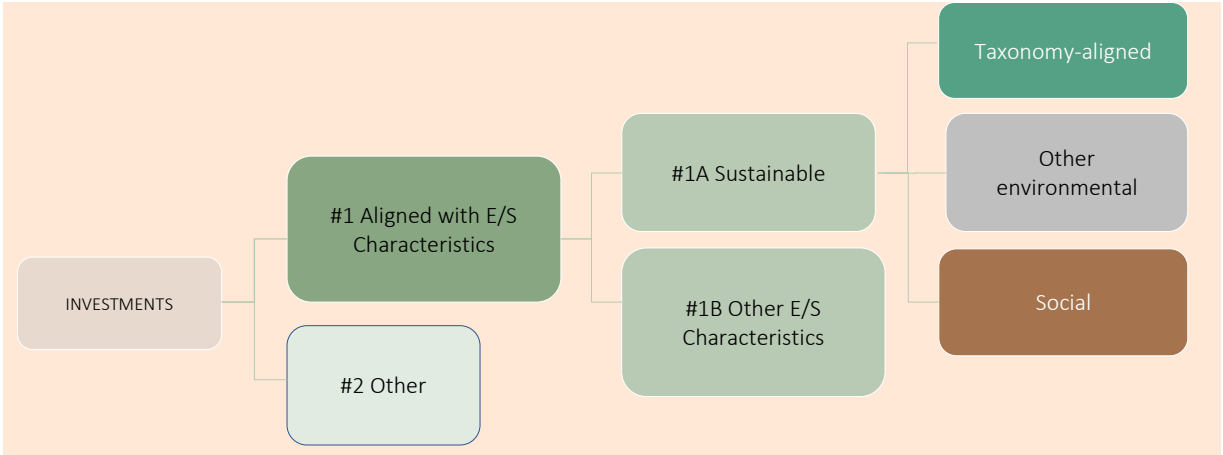 INVESTMENTS
#1 Aligned with E/S
Characteristics
#2 Other
#1A Sustainable
#1B Other E/S
Characteristics
Taxonomy-aligned
Other
environmental
Social